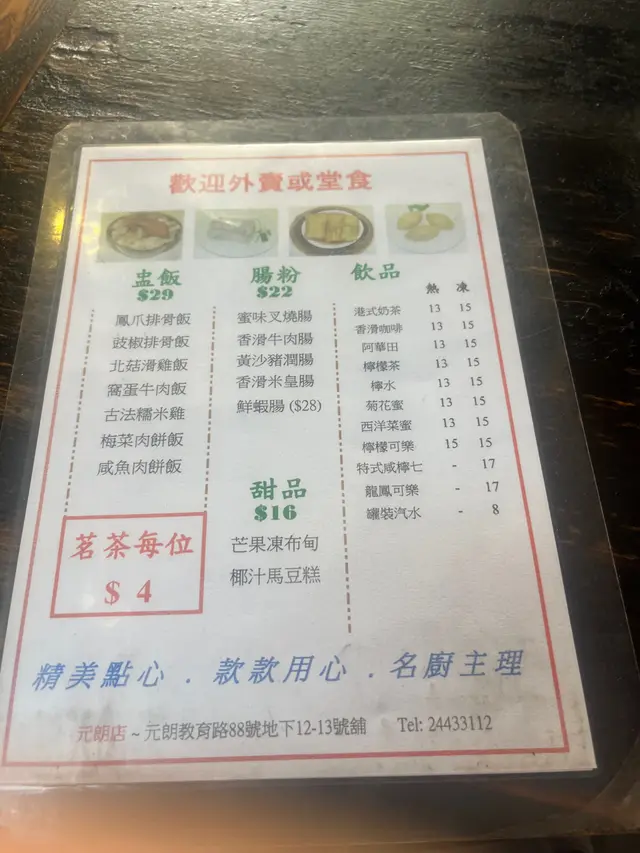 歡迎外賣或堂食
盅飯
$29
鳳爪排骨飯
豉椒排骨飯
北菇滑雞飯
窩蛋牛肉飯
古法糯米雞
梅菜肉餅飯
咸魚肉餅飯
茗茶每位
$ 4
腸粉
$22
蜜味叉燒腸
香滑牛肉腸
黃沙豬潤腸
香滑米皇腸
鮮蝦腸 ($28)
甜品
$16
芒果凍布甸
椰汁馬豆糕
飲品
熱 凍
港式奶茶 13 15
香滑咖啡 13 15
阿華田 13 15
檸檬茶 13 15
檸水 13 15
菊花蜜 13 15
西洋菜蜜 13 15
檸檬可樂 15 15
特式咸檸七 - 17
龍鳳可樂 - 17
罐裝汽水 - 8
精美點心 . 款款用心 . 名廚主理
元朗店 ~ 元朗教育路88號地下12-13號舖 Tel: 24433112